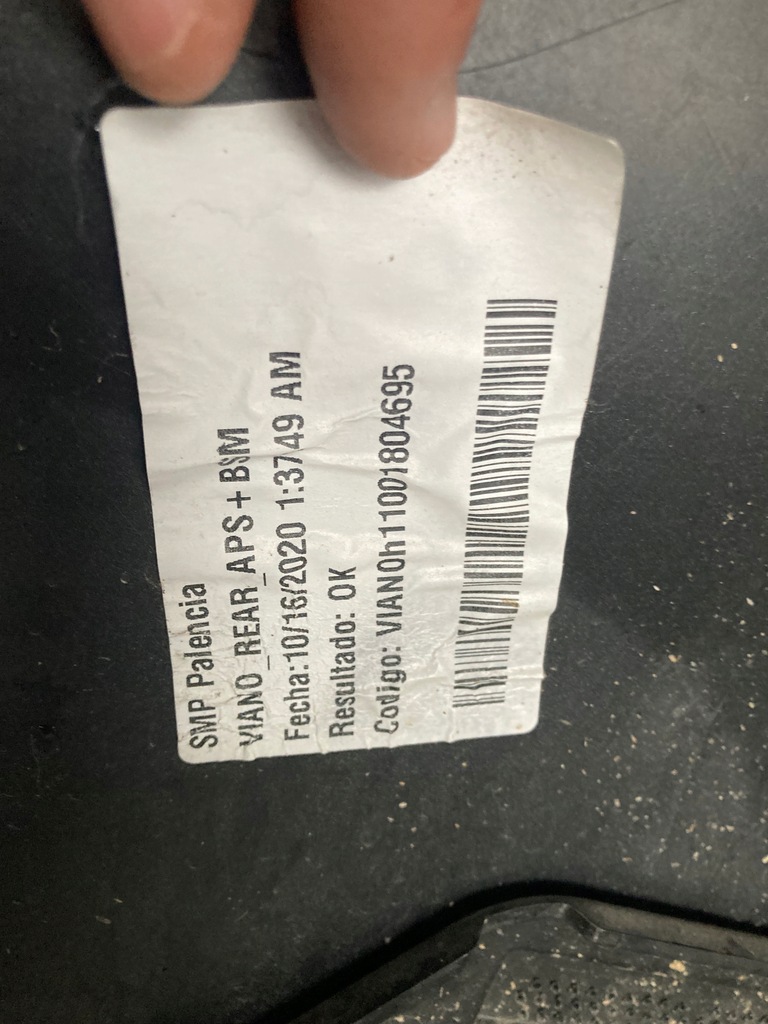 SMP Palencia
VIANO_REAR_APS + BSM
Fecha:10/16/2020 1:37:49 AM
Resultado: OK
Codigo: VIANOh11001804695